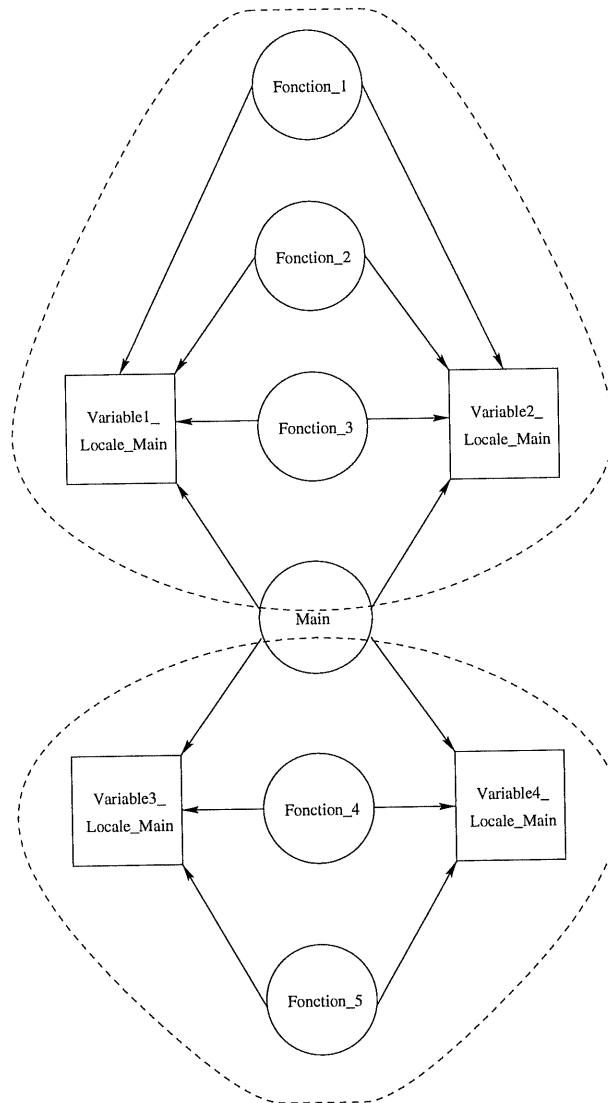 Fonction_1
Fonction_2
Variable1_
Locale_Main
Fonction_3
Variable2_
Locale_Main
Main
Variable3_
Locale_Main
Fonction_4
Variable4_
Locale_Main
Fonction_5